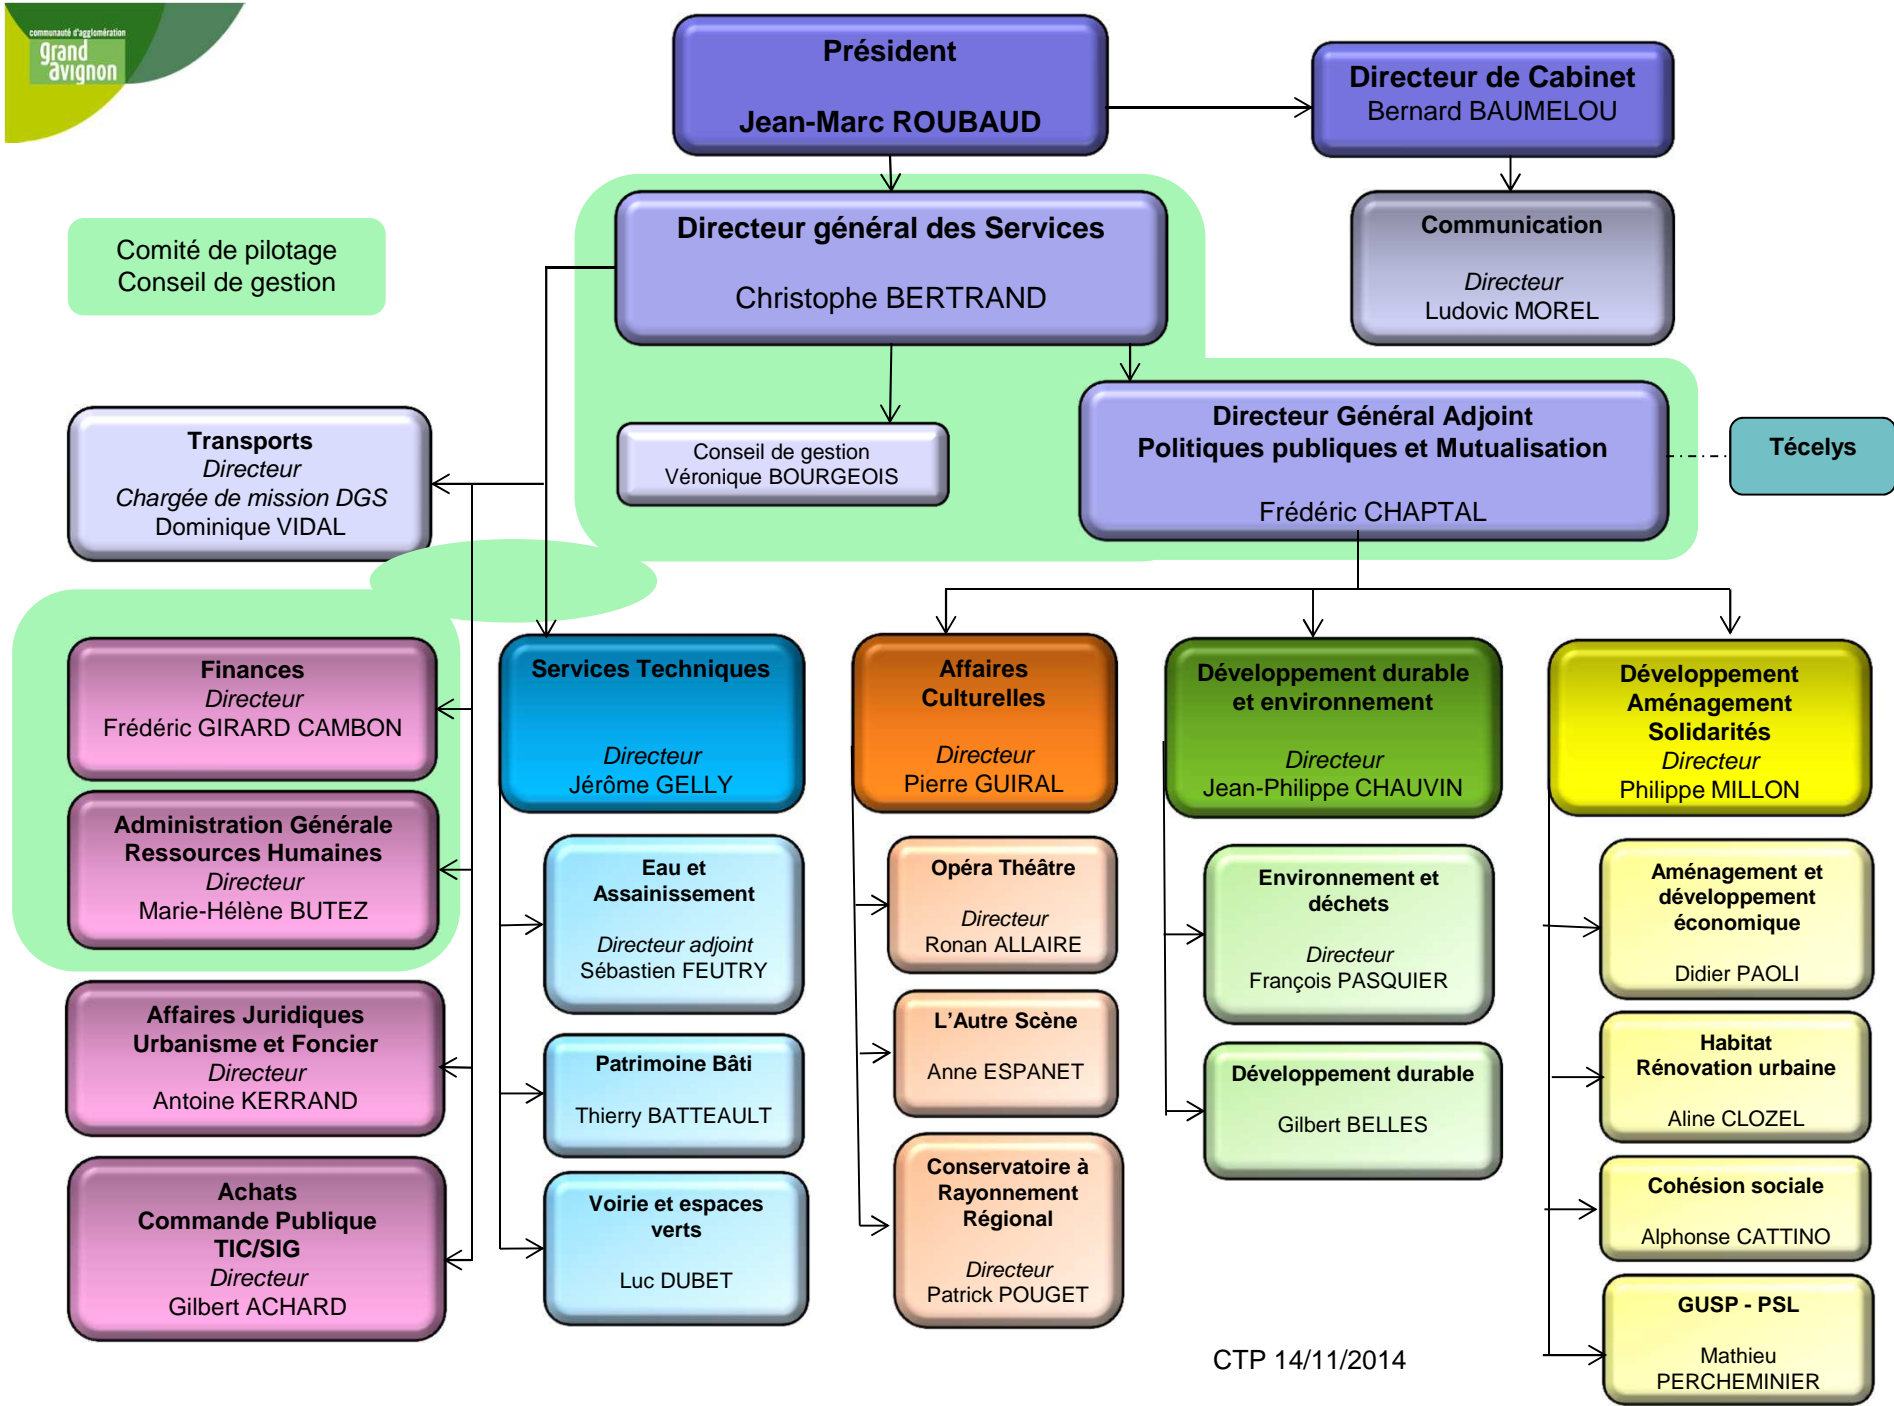 communauté d'agglomération
grand
avignon
Président
Jean-Marc ROUBAUD
Directeur de Cabinet
Bernard BAUMELOU
Directeur général des Services
Christophe BERTRAND
Communication
Directeur
Ludovic MOREL
Comité de pilotage
Conseil de gestion
Transports
Directeur
Chargée de mission DGS
Dominique VIDAL
Conseil de gestion
Véronique BOURGEOIS
Directeur Général Adjoint
Politiques publiques et Mutualisation
Frédéric CHAPTAL
Técelys
Finances
Directeur
Frédéric GIRARD CAMBON
Administration Générale
Ressources Humaines
Directeur
Marie-Hélène BUTEZ
Affaires Juridiques
Urbanisme et Foncier
Directeur
Antoine KERRAND
Achats
Commande Publique
TIC/SIG
Directeur
Gilbert ACHARD
Services Techniques
Directeur
Jérôme GELLY
Eau et
Assainissement
Directeur adjoint
Sébastien FEUTRY
Patrimoine Bâti
Thierry BATTEAULT
Voirie et espaces
verts
Luc DUBET
Affaires
Culturelles
Directeur
Pierre GUIRAL
Opéra Théâtre
Directeur
Ronan ALLAIRE
L'Autre Scène
Anne ESPANET
Conservatoire à
Rayonnement
Régional
Directeur
Patrick POUGET
Développement durable
et environnement
Directeur
Jean-Philippe CHAUVIN
Environnement et
déchets
Directeur
François PASQUIER
Développement durable
Gilbert BELLES
Développement
Aménagement
Solidarités
Directeur
Philippe MILLON
Aménagement et
développement
économique
Didier PAOLI
Habitat
Rénovation urbaine
Aline CLOZEL
Cohésion sociale
Alphonse CATTINO
GUSP - PSL
Mathieu
PERCHEMINIER
CTP 14/11/2014